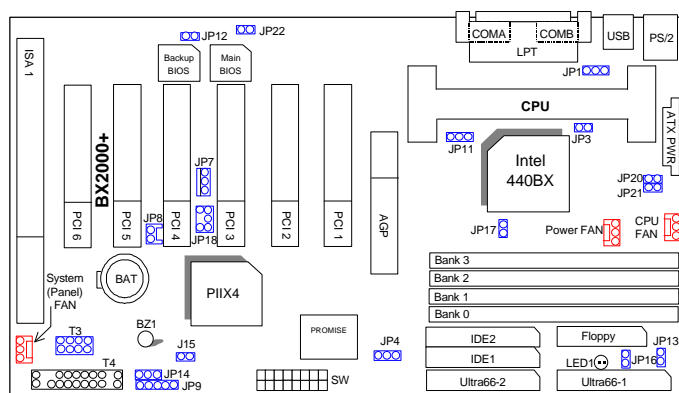 JP12
JP22
COMA
COMB
LPT
USB
PS/2
ISA 1
Backup
BIOS
Main
BIOS
JP1
CPU
ATX PWR
BX2000+
JP11
JP3
Intel
440BX
JP7
JP20
JP21
PCI 6
PCI 5
JP8
PCI 4
JP18
PCI 3
PCI 2
PCI 1
AGP
JP17
Power FAN
CPU
FAN
System
(Panel)
FAN
BAT
PIIX4
Bank 3
Bank 2
Bank 1
Bank 0
T3
BZ1
J15
PROMISE
JP4
IDE2
IDE1
Floppy
JP13
LED1
JP16
T4
JP14
JP9
SW
Ultra66-2
Ultra66-1